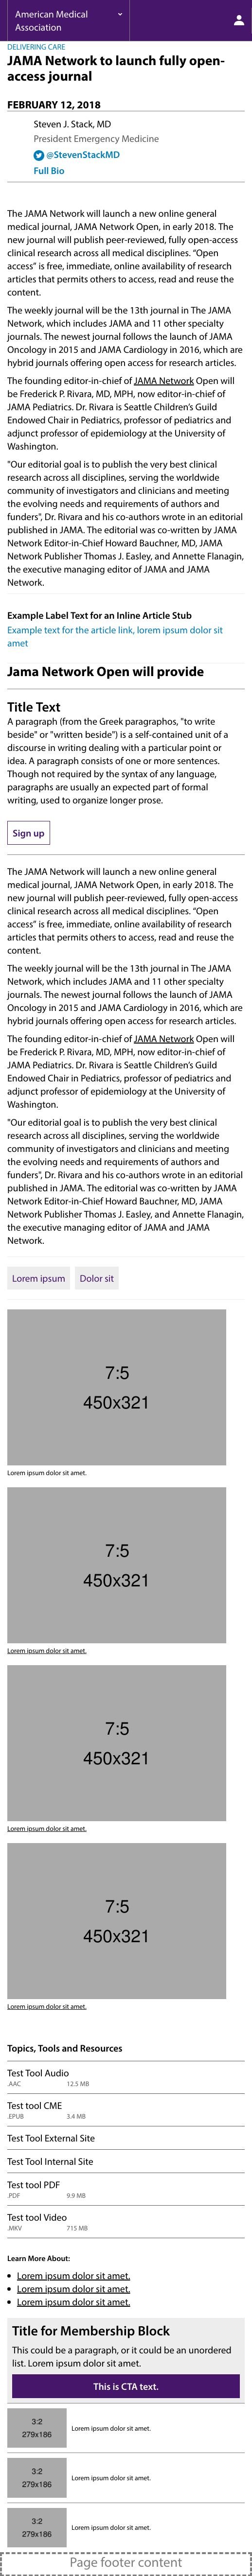 American Medical
Association
DELIVERING CARE
JAMA Network to launch fully open-
access journal
FEBRUARY 12, 2018
Steven J. Stack, MD
President Emergency Medicine
@StevenStackMD
Full Bio
The JAMA Network will launch a new online general
medical journal, JAMA Network Open, in early 2018. The
new journal will publish peer-reviewed, fully open-access
clinical research across all medical disciplines. “Open
access” is free, immediate, online availability of research
articles that permits others to access, read and reuse the
content.
The weekly journal will be the 13th journal in The JAMA
Network, which includes JAMA and 11 other specialty
journals. The newest journal follows the launch of JAMA
Oncology in 2015 and JAMA Cardiology in 2016, which are
hybrid journals offering open access for research articles.
The founding editor-in-chief of JAMA Network Open will
be Frederick P. Rivara, MD, MPH, now editor-in-chief of
JAMA Pediatrics. Dr. Rivara is Seattle Children’s Guild
Endowed Chair in Pediatrics, professor of pediatrics and
adjunct professor of epidemiology at the University of
Washington.
"Our editorial goal is to publish the very best clinical
research across all disciplines, serving the worldwide
community of investigators and clinicians and meeting
the evolving needs and requirements of authors and
funders", Dr. Rivara and his co-authors wrote in an editorial
published in JAMA. The editorial was co-written by JAMA
Network Editor-in-Chief Howard Bauchner, MD, JAMA
Network Publisher Thomas J. Easley, and Annette Flanagin,
the executive managing editor of JAMA and JAMA
Network.
Example Label Text for an Inline Article Stub
Example text for the article link, lorem ipsum dolor sit
amet
Jama Network Open will provide
Title Text
A paragraph (from the Greek paragraphos, "to write
beside" or "written beside") is a self-contained unit of a
discourse in writing dealing with a particular point or
idea. A paragraph consists of one or more sentences.
Though not required by the syntax of any language,
paragraphs are usually an expected part of formal
writing, used to organize longer prose.
Sign up
The JAMA Network will launch a new online general
medical journal, JAMA Network Open, in early 2018. The
new journal will publish peer-reviewed, fully open-access
clinical research across all medical disciplines. “Open
access” is free, immediate, online availability of research
articles that permits others to access, read and reuse the
content.
The weekly journal will be the 13th journal in The JAMA
Network, which includes JAMA and 11 other specialty
journals. The newest journal follows the launch of JAMA
Oncology in 2015 and JAMA Cardiology in 2016, which are
hybrid journals offering open access for research articles.
The founding editor-in-chief of JAMA Network Open will
be Frederick P. Rivara, MD, MPH, now editor-in-chief of
JAMA Pediatrics. Dr. Rivara is Seattle Children’s Guild
Endowed Chair in Pediatrics, professor of pediatrics and
adjunct professor of epidemiology at the University of
Washington.
"Our editorial goal is to publish the very best clinical
research across all disciplines, serving the worldwide
community of investigators and clinicians and meeting
the evolving needs and requirements of authors and
funders", Dr. Rivara and his co-authors wrote in an editorial
published in JAMA. The editorial was co-written by JAMA
Network Editor-in-Chief Howard Bauchner, MD, JAMA
Network Publisher Thomas J. Easley, and Annette Flanagin,
the executive managing editor of JAMA and JAMA
Network.
Lorem ipsum Dolor sit
7:5
450x321
Lorem ipsum dolor sit amet.
7:5
450x321
Lorem ipsum dolor sit amet.
7:5
450x321
Lorem ipsum dolor sit amet.
7:5
450x321
Lorem ipsum dolor sit amet.
Topics, Tools and Resources
Test Tool Audio
.AAC 12.5 MB
Test tool CME
.EPUB 3.4 MB
Test Tool External Site
Test Tool Internal Site
Test tool PDF
.PDF 9.9 MB
Test tool Video
.MKV 715 MB
Learn More About:
Lorem ipsum dolor sit amet.
Lorem ipsum dolor sit amet.
Lorem ipsum dolor sit amet.
Title for Membership Block
This could be a paragraph, or it could be an unordered
list. Lorem ipsum dolor sit amet.
This is CTA text.
3:2
279x186
Lorem ipsum dolor sit amet.
3:2
279x186
Lorem ipsum dolor sit amet.
3:2
279x186
Lorem ipsum dolor sit amet.
Page footer content